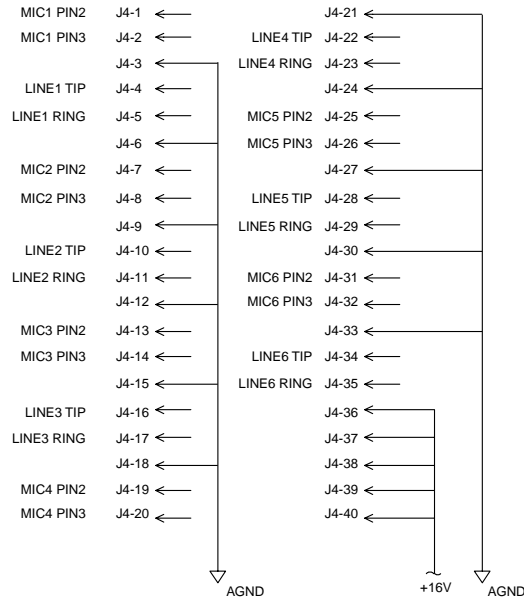 MIC1 PIN2 J4-1
MIC1 PIN3 J4-2
J4-3
LINE1 TIP J4-4
LINE1 RING J4-5
J4-6
MIC2 PIN2 J4-7
MIC2 PIN3 J4-8
J4-9
LINE2 TIP J4-10
LINE2 RING J4-11
J4-12
MIC3 PIN2 J4-13
MIC3 PIN3 J4-14
J4-15
LINE3 TIP J4-16
LINE3 RING J4-17
J4-18
MIC4 PIN2 J4-19
MIC4 PIN3 J4-20
AGND
J4-21
LINE4 TIP J4-22
LINE4 RING J4-23
J4-24
MIC5 PIN2 J4-25
MIC5 PIN3 J4-26
J4-27
LINE5 TIP J4-28
LINE5 RING J4-29
J4-30
MIC6 PIN2 J4-31
MIC6 PIN3 J4-32
J4-33
LINE6 TIP J4-34
LINE6 RING J4-35
J4-36
J4-37
J4-38
J4-39
J4-40
+16V
AGND